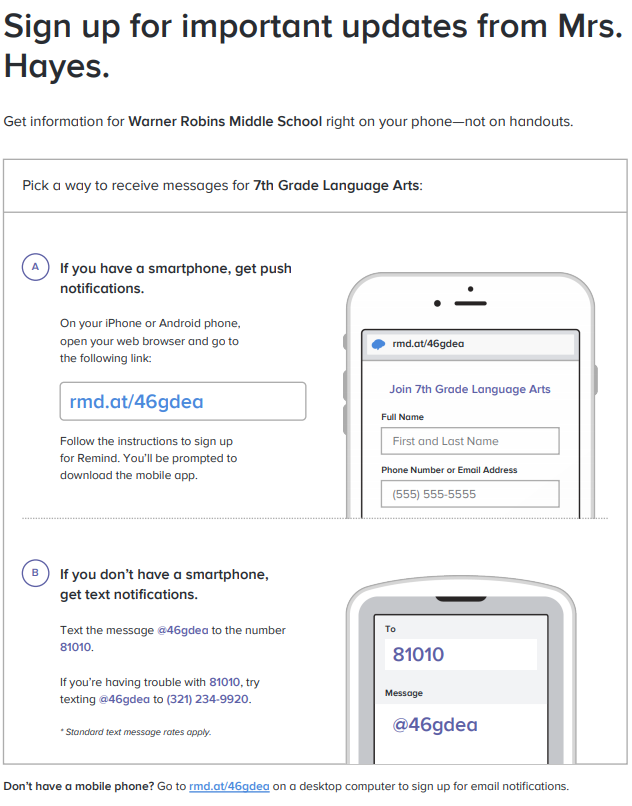 Sign up for important updates from Mrs.
Hayes.
Get information for Warner Robins Middle School right on your phone—not on handouts.
Pick a way to receive messages for 7th Grade Language Arts:
A
If you have a smartphone, get push
notifications.
On your iPhone or Android phone,
open your web browser and go to
the following link:
rmd.at/46gdea
Follow the instructions to sign up
for Remind. You’ll be prompted to
download the mobile app.
rmd.at/46gdea
Join 7th Grade Language Arts
Full Name
First and Last Name
Phone Number or Email Address
(555) 555-5555
B
If you don’t have a smartphone,
get text notifications.
Text the message @46gdea to the number
81010.
If you’re having trouble with 81010, try
texting @46gdea to (321) 234-9920.
* Standard text message rates apply.
To
81010
Message
@46gdea
Don’t have a mobile phone? Go to rmd.at/46gdea on a desktop computer to sign up for email notifications.